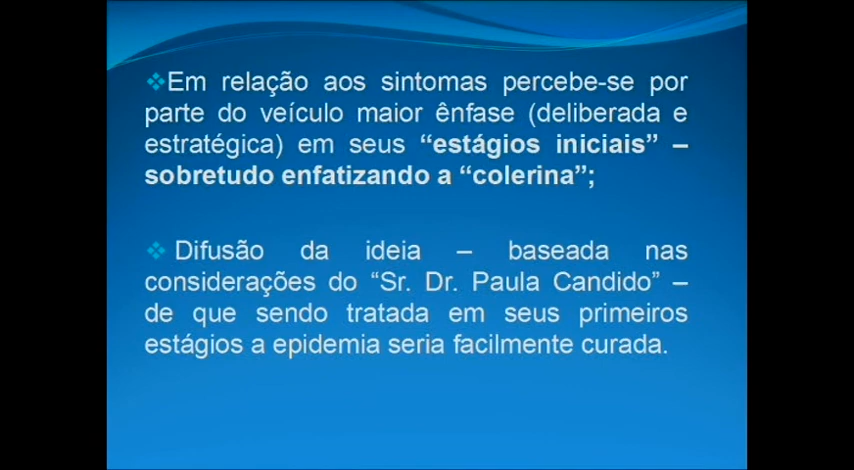 ❖Em relação aos sintomas percebe-se por
parte do veículo maior ênfase (deliberada e
estratégica) em seus “estágios iniciais” –
sobretudo enfatizando a “colerina”;
❖ Difusão da ideia – baseada nas
considerações do “Sr. Dr. Paula Candido” –
de que sendo tratada em seus primeiros
estágios a epidemia seria facilmente curada.